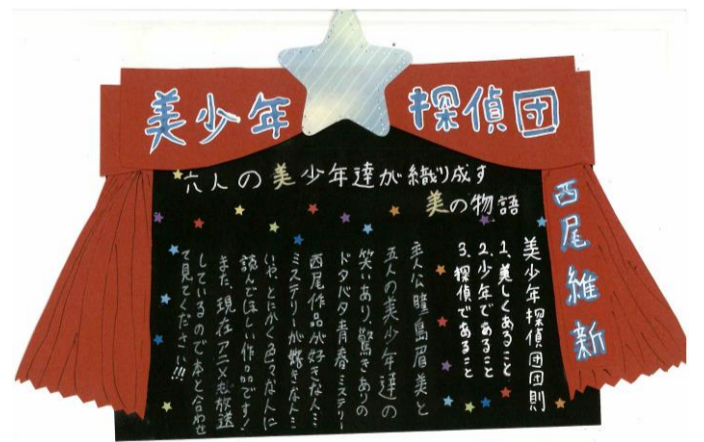 美少年探偵団
西尾維新
六人の美少年達が織り成す
美の物語
美少年探偵団団則
1.美しくあること
2.少年であること
3.探偵であること
主人公瞳島眉美と
五人の美少年達の
笑いあり、驚きありの
ドタバタ青春ミステリー
西尾作品が好きな人…
ミステリーが好きな人…
いや、とにかく色々な人に
読んでほしい作品です!
また、現在アニメも放送
しているので本と合わせ
て見てください!!!